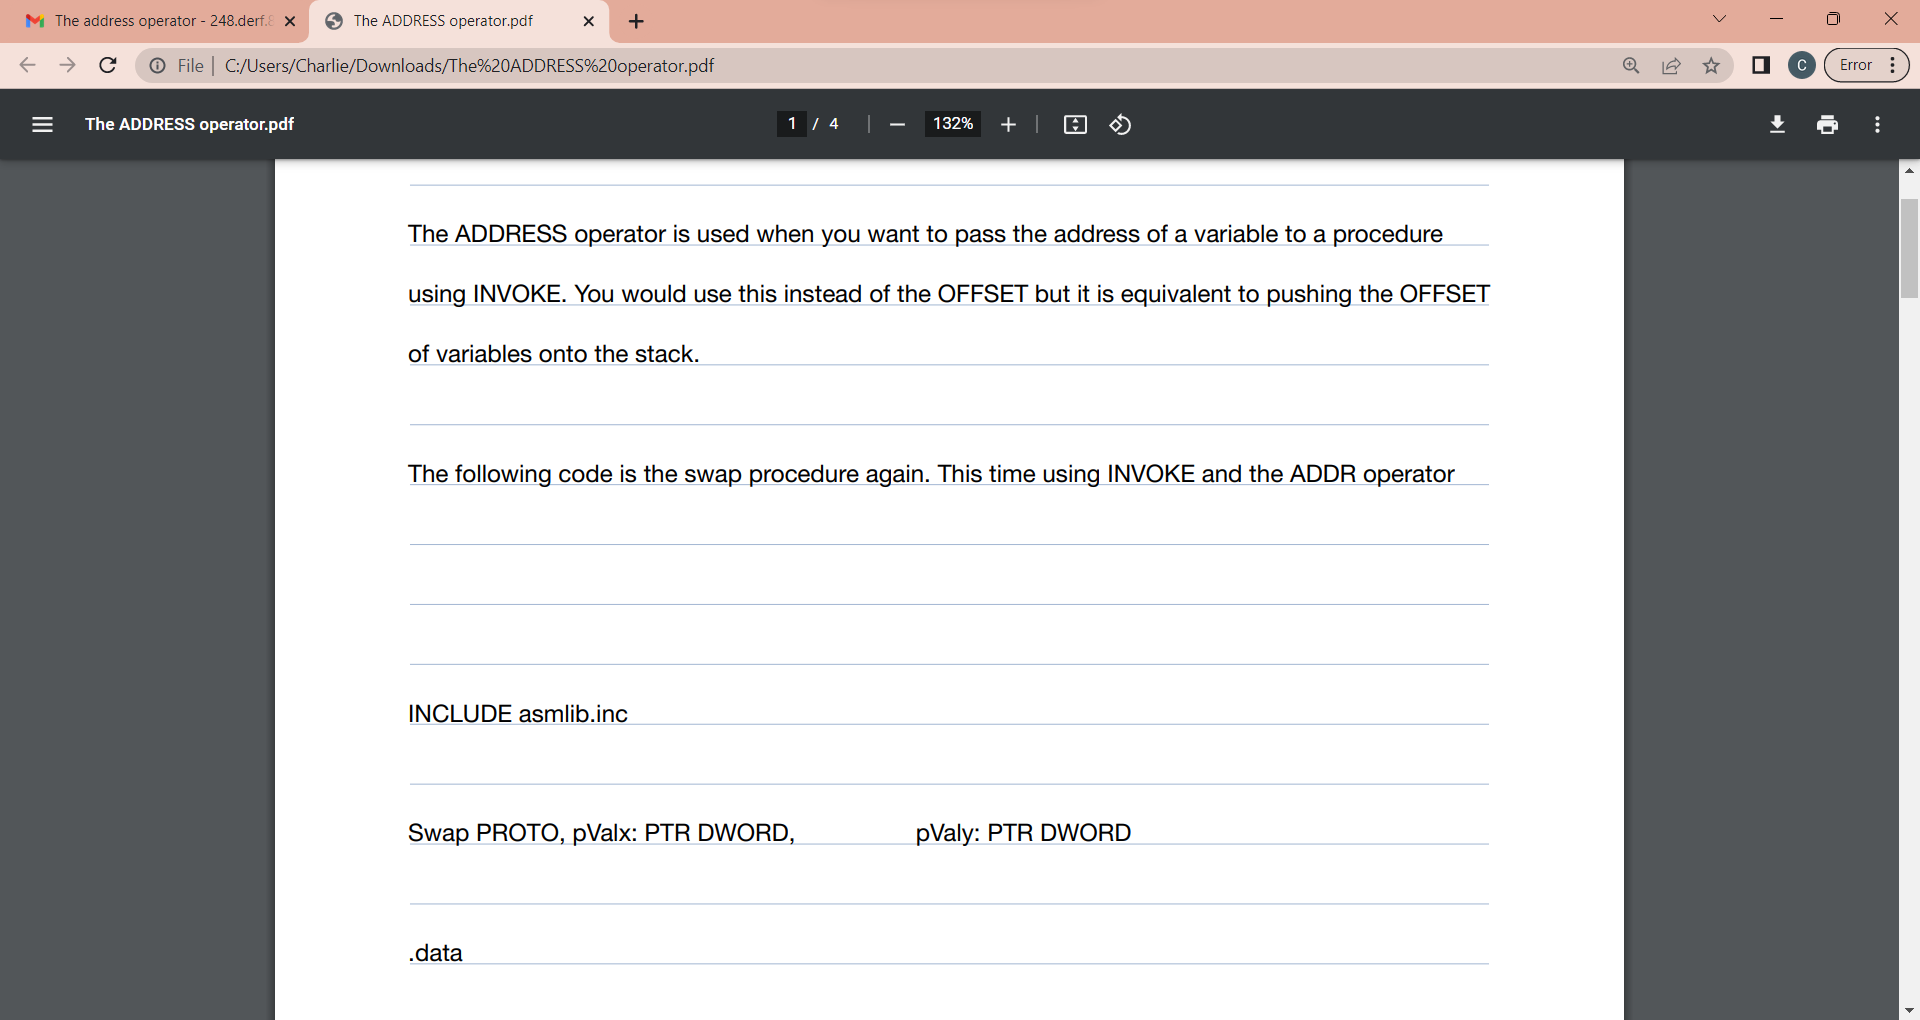 The address operator - 248.derf.
The ADDRESS operator.pdf
File
C:/Users/Charlie/Downloads/The%20ADDRESS%20operator.pdf
C
Error
The ADDRESS operator.pdf
1 / 4
132%
The ADDRESS operator is used when you want to pass the address of a variable to a procedure
using INVOKE. You would use this instead of the OFFSET but it is equivalent to pushing the OFFSET
of variables onto the stack.
The following code is the swap procedure again. This time using INVOKE and the ADDR operator
INCLUDE asmlib.inc
Swap PROTO, pValx: PTR DWORD, pValy: PTR DWORD
.data